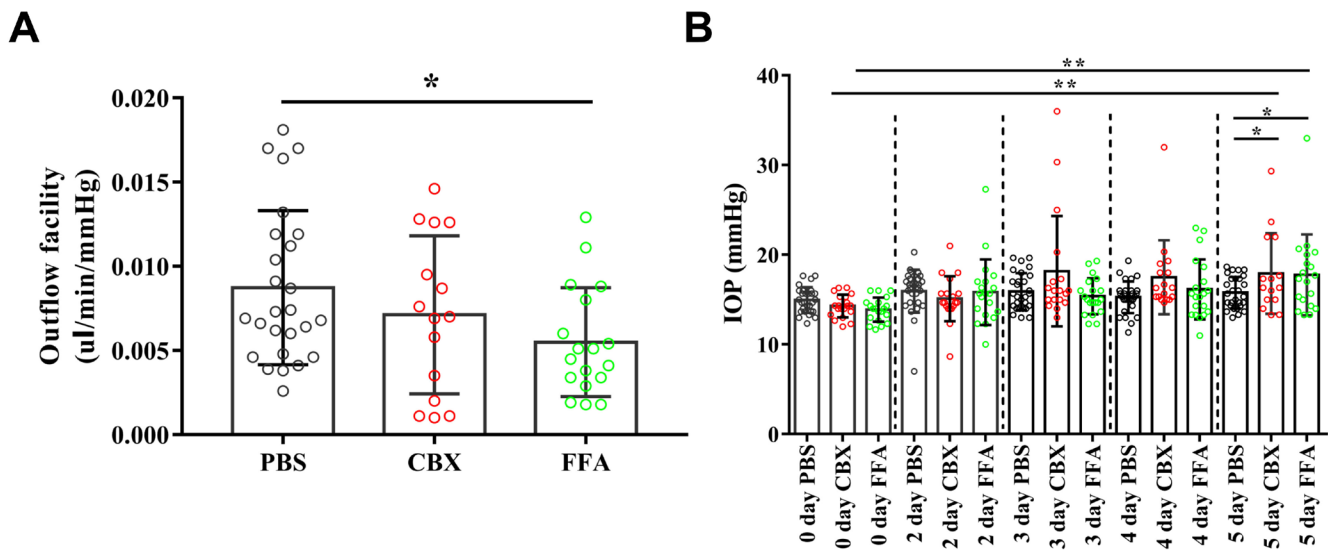 A
Outflow facility
(ul/min/mmHg)
0.020
0.015
0.010
0.005
0.000
*
PBS
CBX
FFA
B
IOP (mmHg)
40
30
20
10
0
**
**
*
*
0 day PBS
0 day CBX
0 day FFA
2 day PBS
2 day CBX
2 day FFA
3 day PBS
3 day CBX
3 day FFA
4 day PBS
4 day CBX
4 day FFA
5 day PBS
5 day CBX
5 day FFA